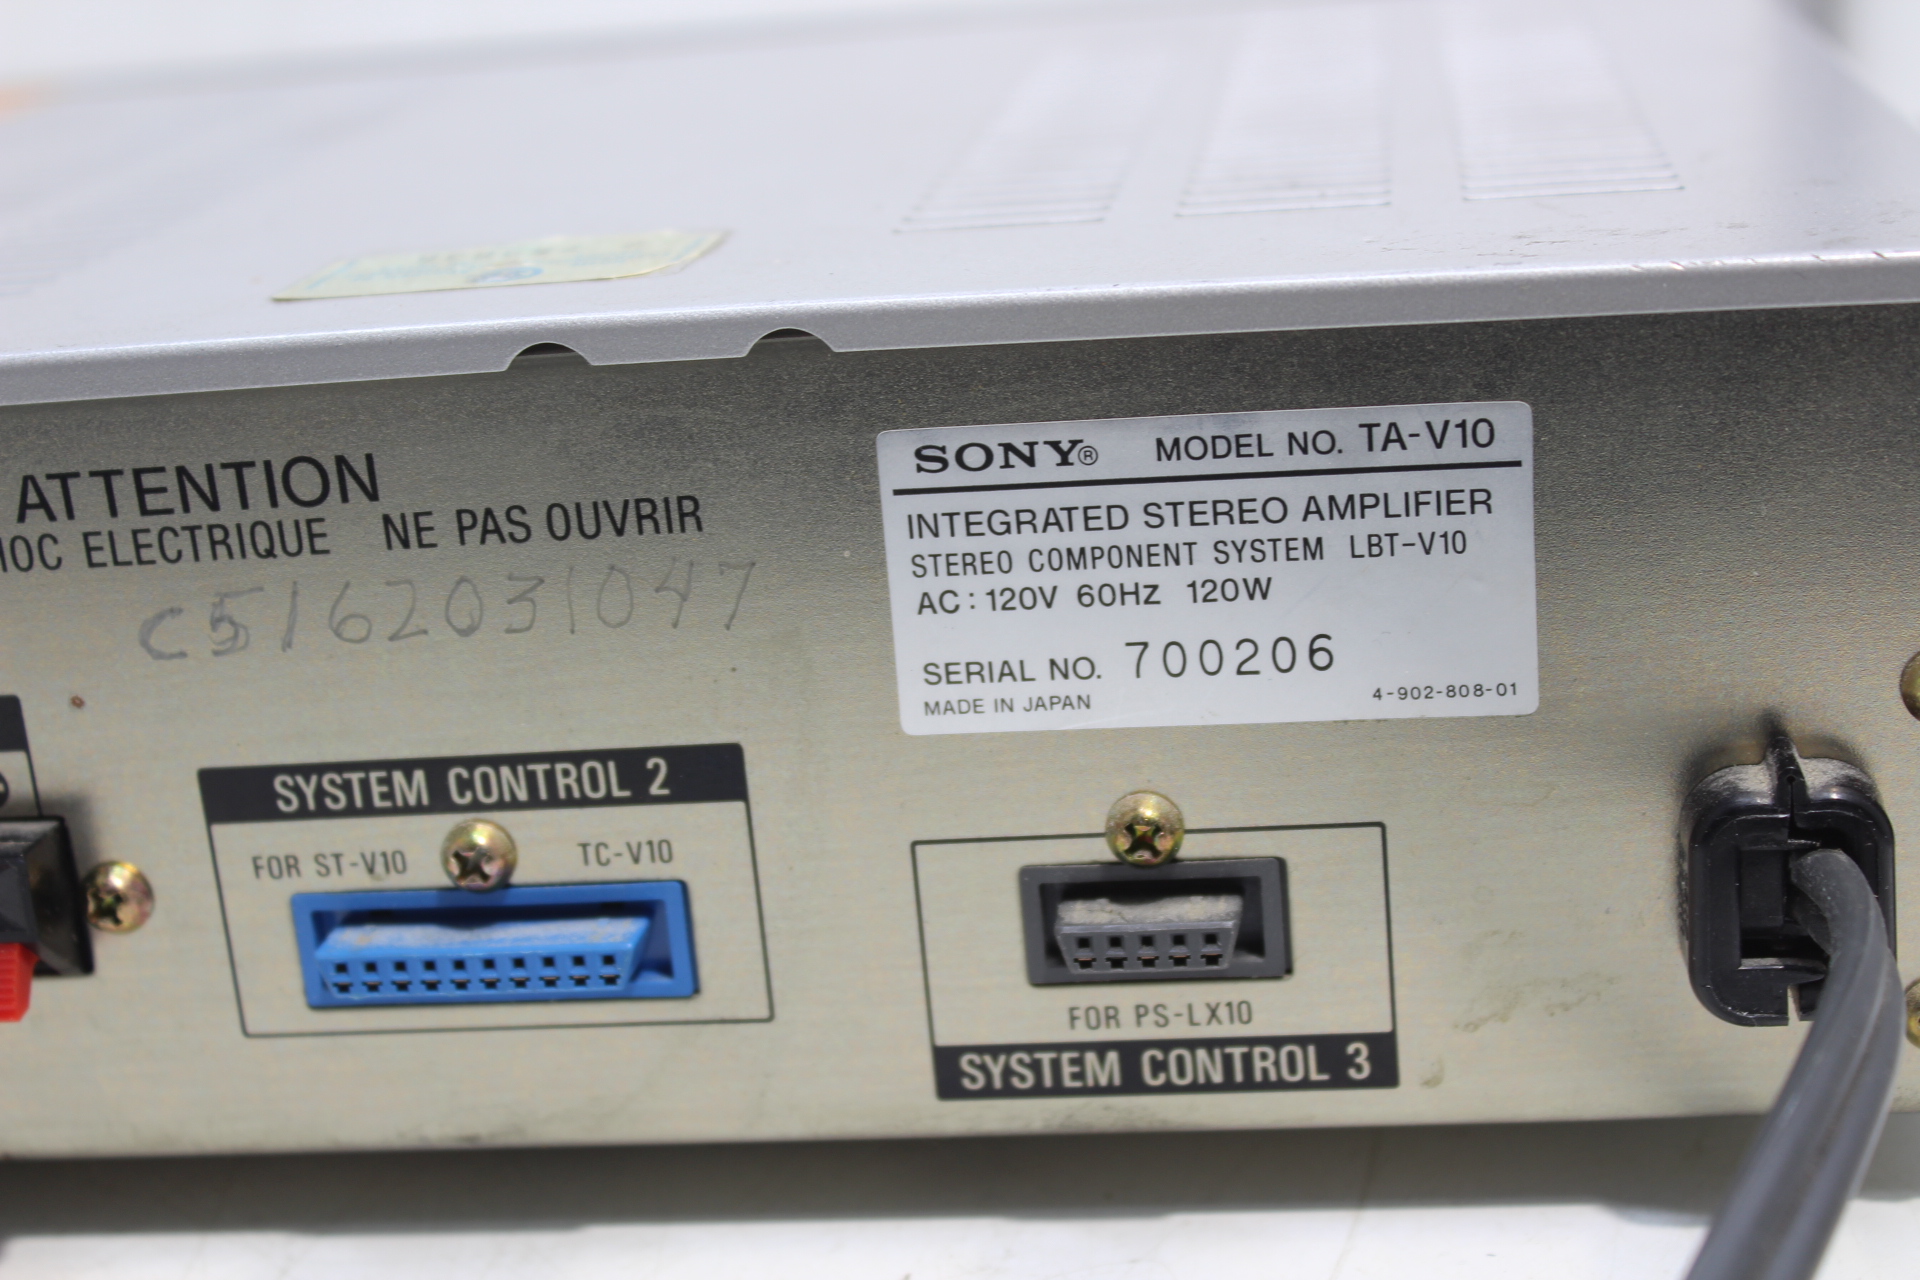 ATTENTION
ELECTRIQUE NE PAS OUVRIR
C5162031047
SONY® MODEL NO. TA-V10
INTEGRATED STEREO AMPLIFIER
STEREO COMPONENT SYSTEM LBT-V10
AC: 120V 60Hz 120W
SERIAL NO. 700206
MADE IN JAPAN 4-902-808-01
SYSTEM CONTROL 2
FOR ST-V10 TC-V10
FOR PS-LX10
SYSTEM CONTROL 3